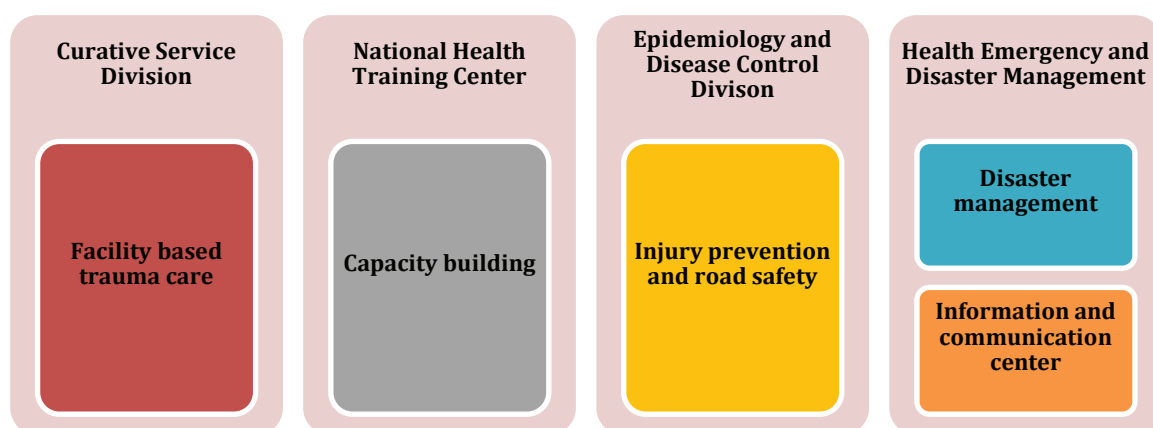 Curative Service
Division
Facility based
trauma care
National Health
Training Center
Capacity building
Epidemiology and
Disease Control
Divison
Injury prevention
and road safety
Health Emergency and
Disaster Management
Disaster
management
Information and
communication
center